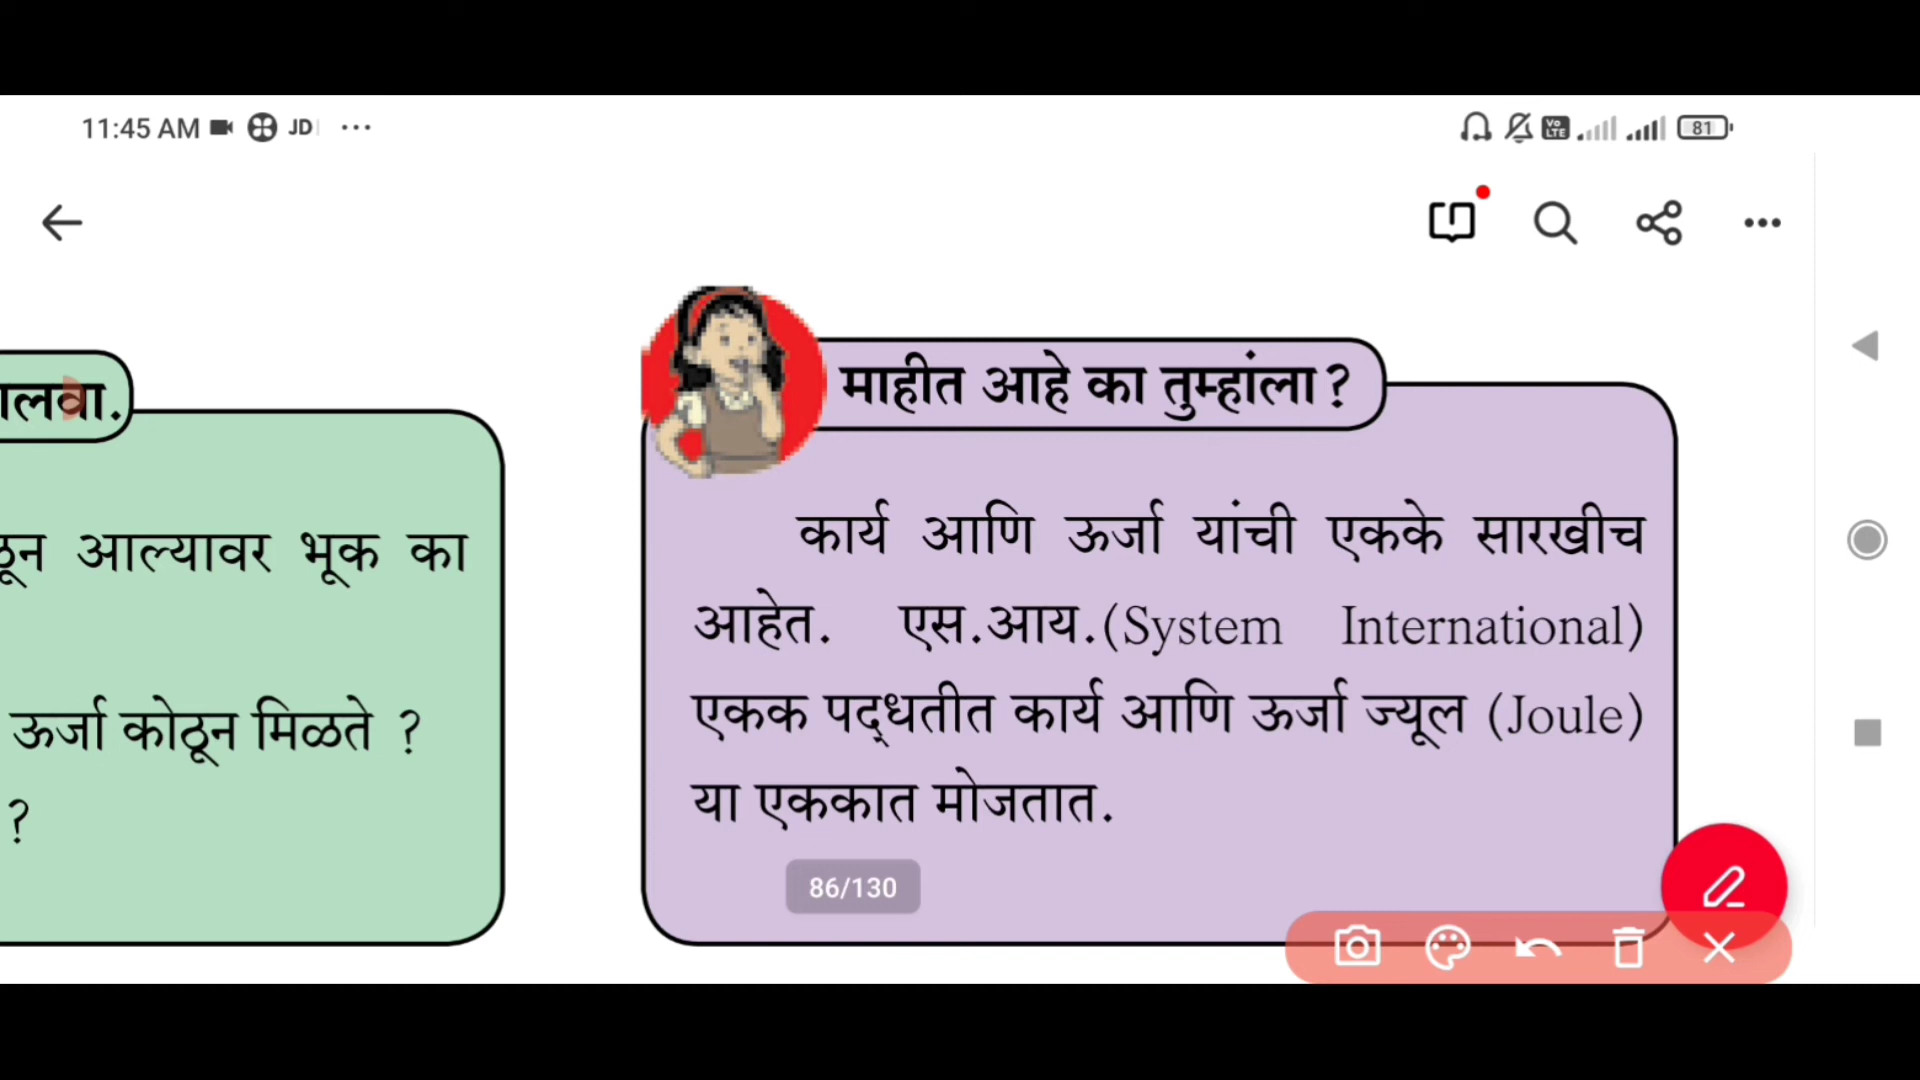 11:45 AM JD
VoLTE 81
ालवा.
ठून आल्यावर भूक का
ऊर्जा कोठून मिळते ?
?
माहीत आहे का तुम्हांला?
कार्य आणि ऊर्जा यांची एकके सारखीच
आहेत. एस.आय.(System International)
एकक पद्धतीत कार्य आणि ऊर्जा ज्यूल (Joule)
या एककात मोजतात.
86/130